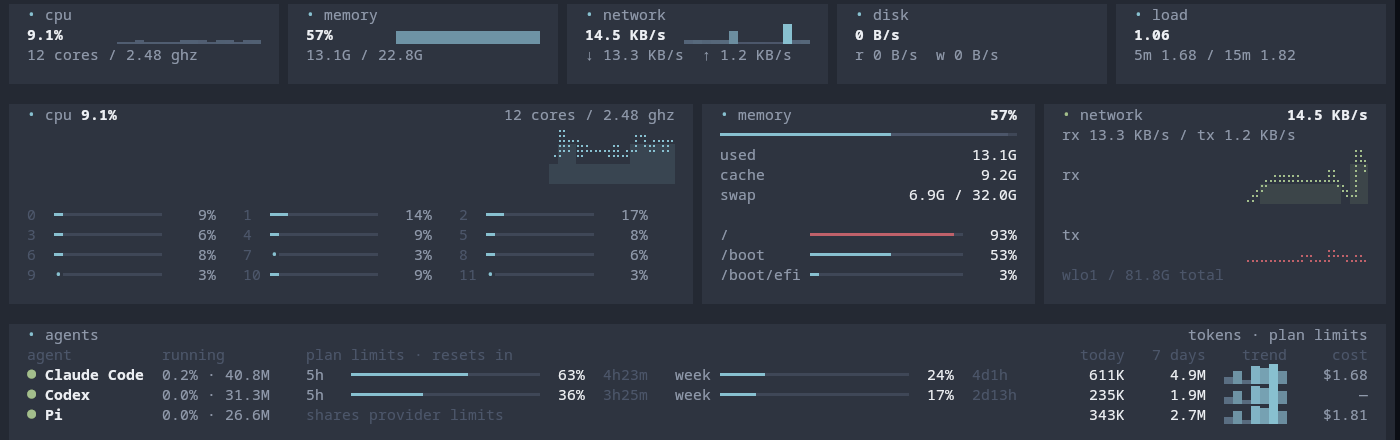 • cpu
9.1%
12 cores / 2.48 ghz
• memory
57%
13.1G / 22.8G
• network
14.5 KB/s
↓ 13.3 KB/s ↑ 1.2 KB/s
• disk
0 B/s
r 0 B/s w 0 B/s
• load
1.06
5m 1.68 / 15m 1.82
• cpu 9.1% 12 cores / 2.48 ghz
0 9% 1 14% 2 17%
3 6% 4 9% 5 8%
6 8% 7 3% 8 6%
9 3% 10 9% 11 3%
• memory 57%
used 13.1G
cache 9.2G
swap 6.9G / 32.0G
/ 93%
/boot 53%
/boot/efi 3%
• network 14.5 KB/s
rx 13.3 KB/s / tx 1.2 KB/s
rx
tx
wlo1 / 81.8G total
• agents tokens · plan limits
agent running plan limits · resets in today 7 days trend cost
Claude Code 0.2% · 40.8M 5h 63% 4h23m week 24% 4d1h 611K 4.9M $1.68
Codex 0.0% · 31.3M 5h 36% 3h25m week 17% 2d13h 235K 1.9M —
Pi 0.0% · 26.6M shares provider limits 343K 2.7M $1.81